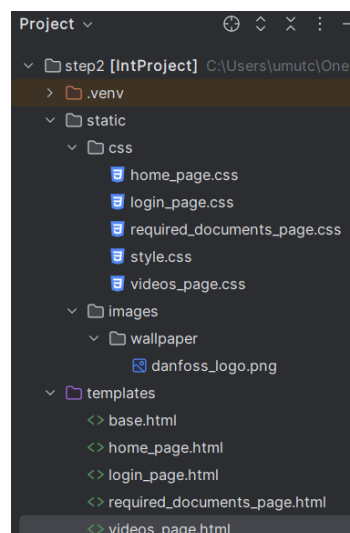 Project
step2 [IntProject] C:\Users\umutc\One
.venv
static
css
home_page.css
login_page.css
required_documents_page.css
style.css
videos_page.css
images
wallpaper
danfoss_logo.png
templates
base.html
home_page.html
login_page.html
required_documents_page.html
videos_page.html